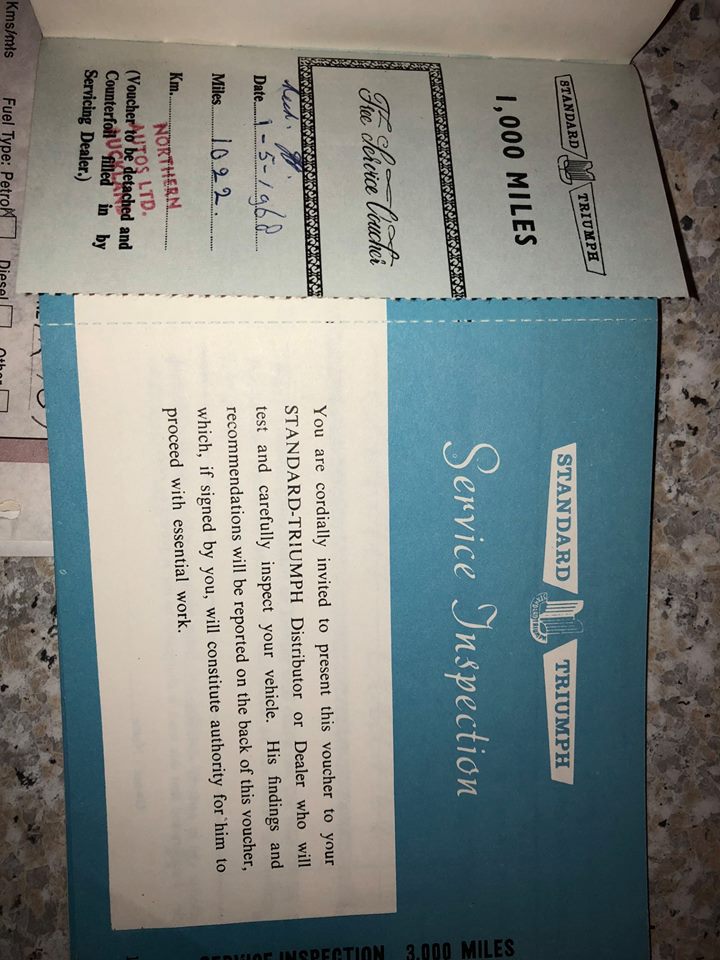 Kms/mls Fuel Type: Petrol Diesel Other
STANDARD TRIUMPH
1,000 MILES
Free Service Voucher
Date 1-5-1960
Miles 1022.
Km.
NORTHERN
AUTOS LTD.
AUCKLAND
(Voucher to be detached and
Counterfoil filled in by
Servicing Dealer.)
STANDARD TRIUMPH
Service Inspection
You are cordially invited to present this voucher to your
STANDARD-TRIUMPH Distributor or Dealer who will
test and carefully inspect your vehicle. His findings and
recommendations will be reported on the back of this voucher,
which, if signed by you, will constitute authority for him to
proceed with essential work.
SERVICE INSPECTION 3,000 MILES